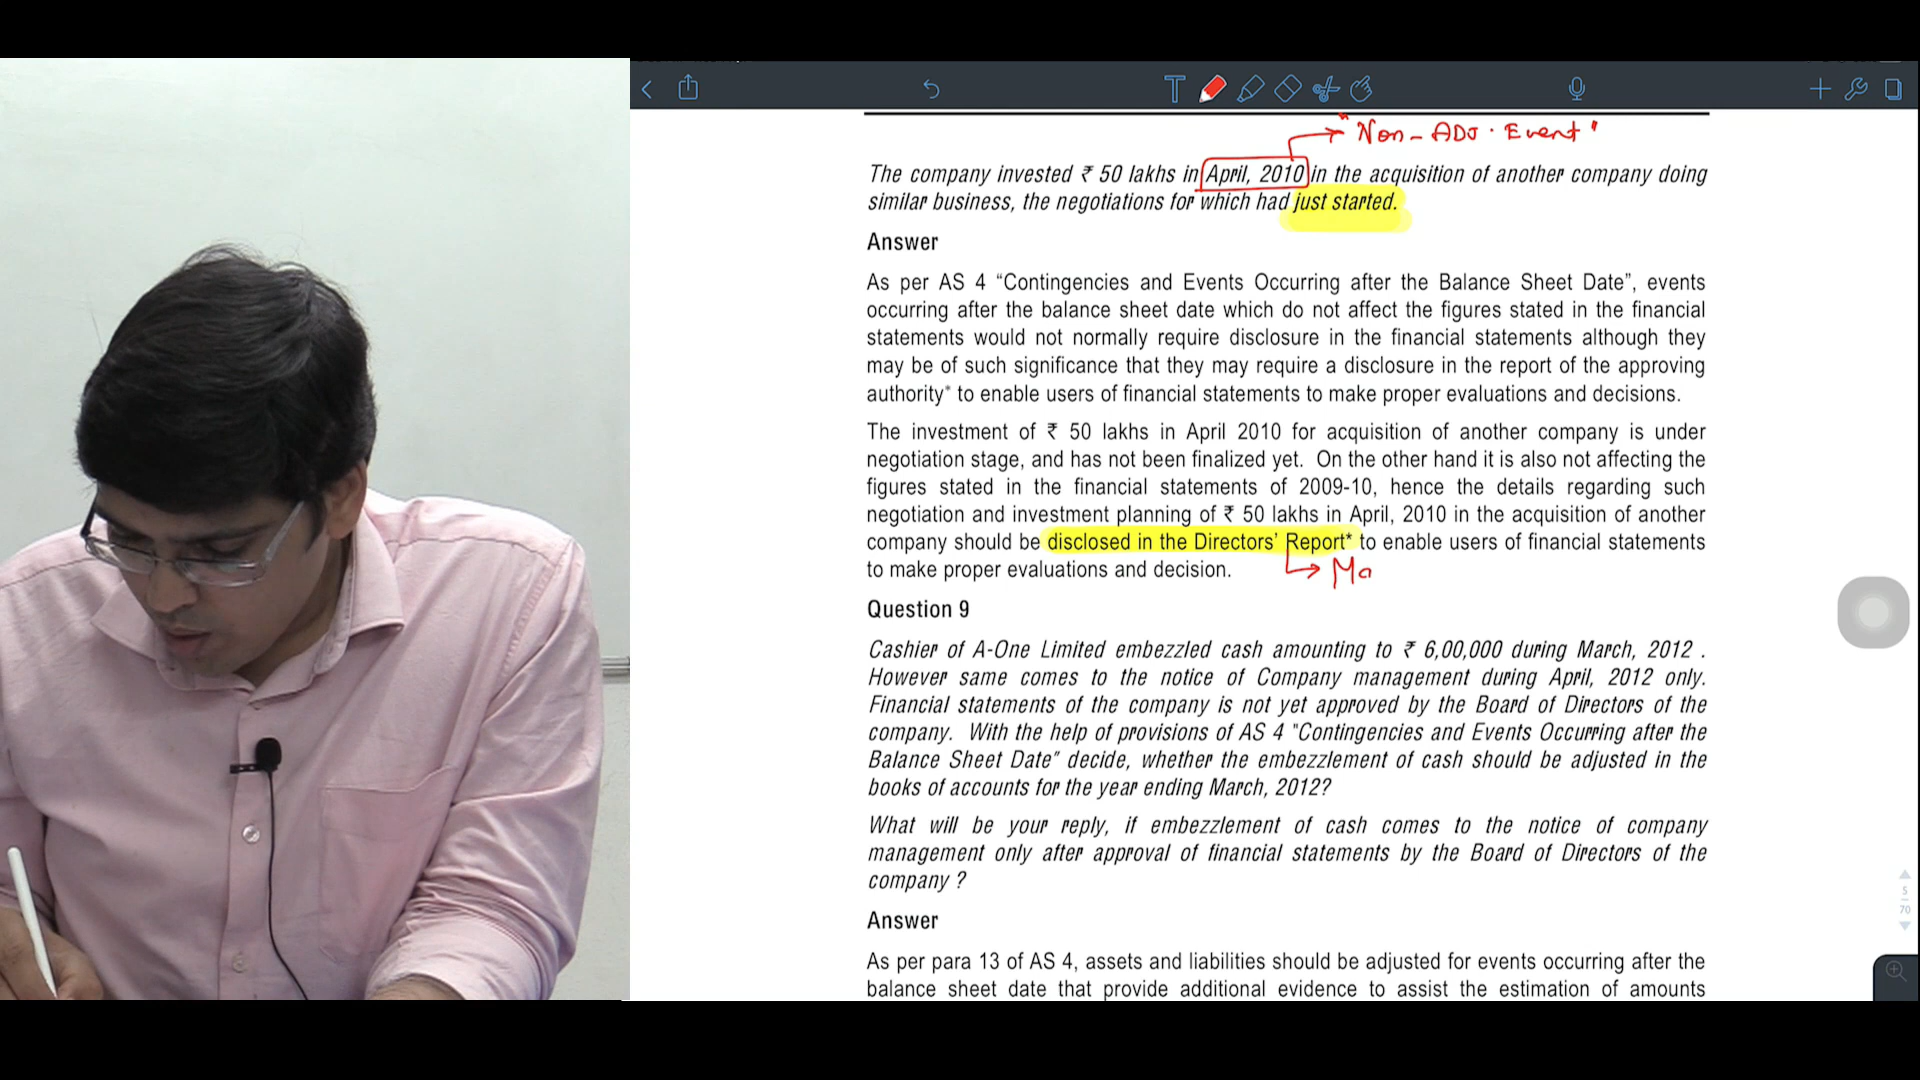 "Non-ADJ. Event"
The company invested ₹ 50 lakhs in April, 2010 in the acquisition of another company doing
similar business, the negotiations for which had just started.
Answer
As per AS 4 “Contingencies and Events Occurring after the Balance Sheet Date”, events
occurring after the balance sheet date which do not affect the figures stated in the financial
statements would not normally require disclosure in the financial statements although they
may be of such significance that they may require a disclosure in the report of the approving
authority* to enable users of financial statements to make proper evaluations and decisions.
The investment of ₹ 50 lakhs in April 2010 for acquisition of another company is under
negotiation stage, and has not been finalized yet. On the other hand it is also not affecting the
figures stated in the financial statements of 2009-10, hence the details regarding such
negotiation and investment planning of ₹ 50 lakhs in April, 2010 in the acquisition of another
company should be disclosed in the Directors’ Report* to enable users of financial statements
to make proper evaluations and decision.
Ma
Question 9
Cashier of A-One Limited embezzled cash amounting to ₹ 6,00,000 during March, 2012 .
However same comes to the notice of Company management during April, 2012 only.
Financial statements of the company is not yet approved by the Board of Directors of the
company. With the help of provisions of AS 4 "Contingencies and Events Occurring after the
Balance Sheet Date” decide, whether the embezzlement of cash should be adjusted in the
books of accounts for the year ending March, 2012?
What will be your reply, if embezzlement of cash comes to the notice of company
management only after approval of financial statements by the Board of Directors of the
company ?
Answer
As per para 13 of AS 4, assets and liabilities should be adjusted for events occurring after the
balance sheet date that provide additional evidence to assist the estimation of amounts
5
70